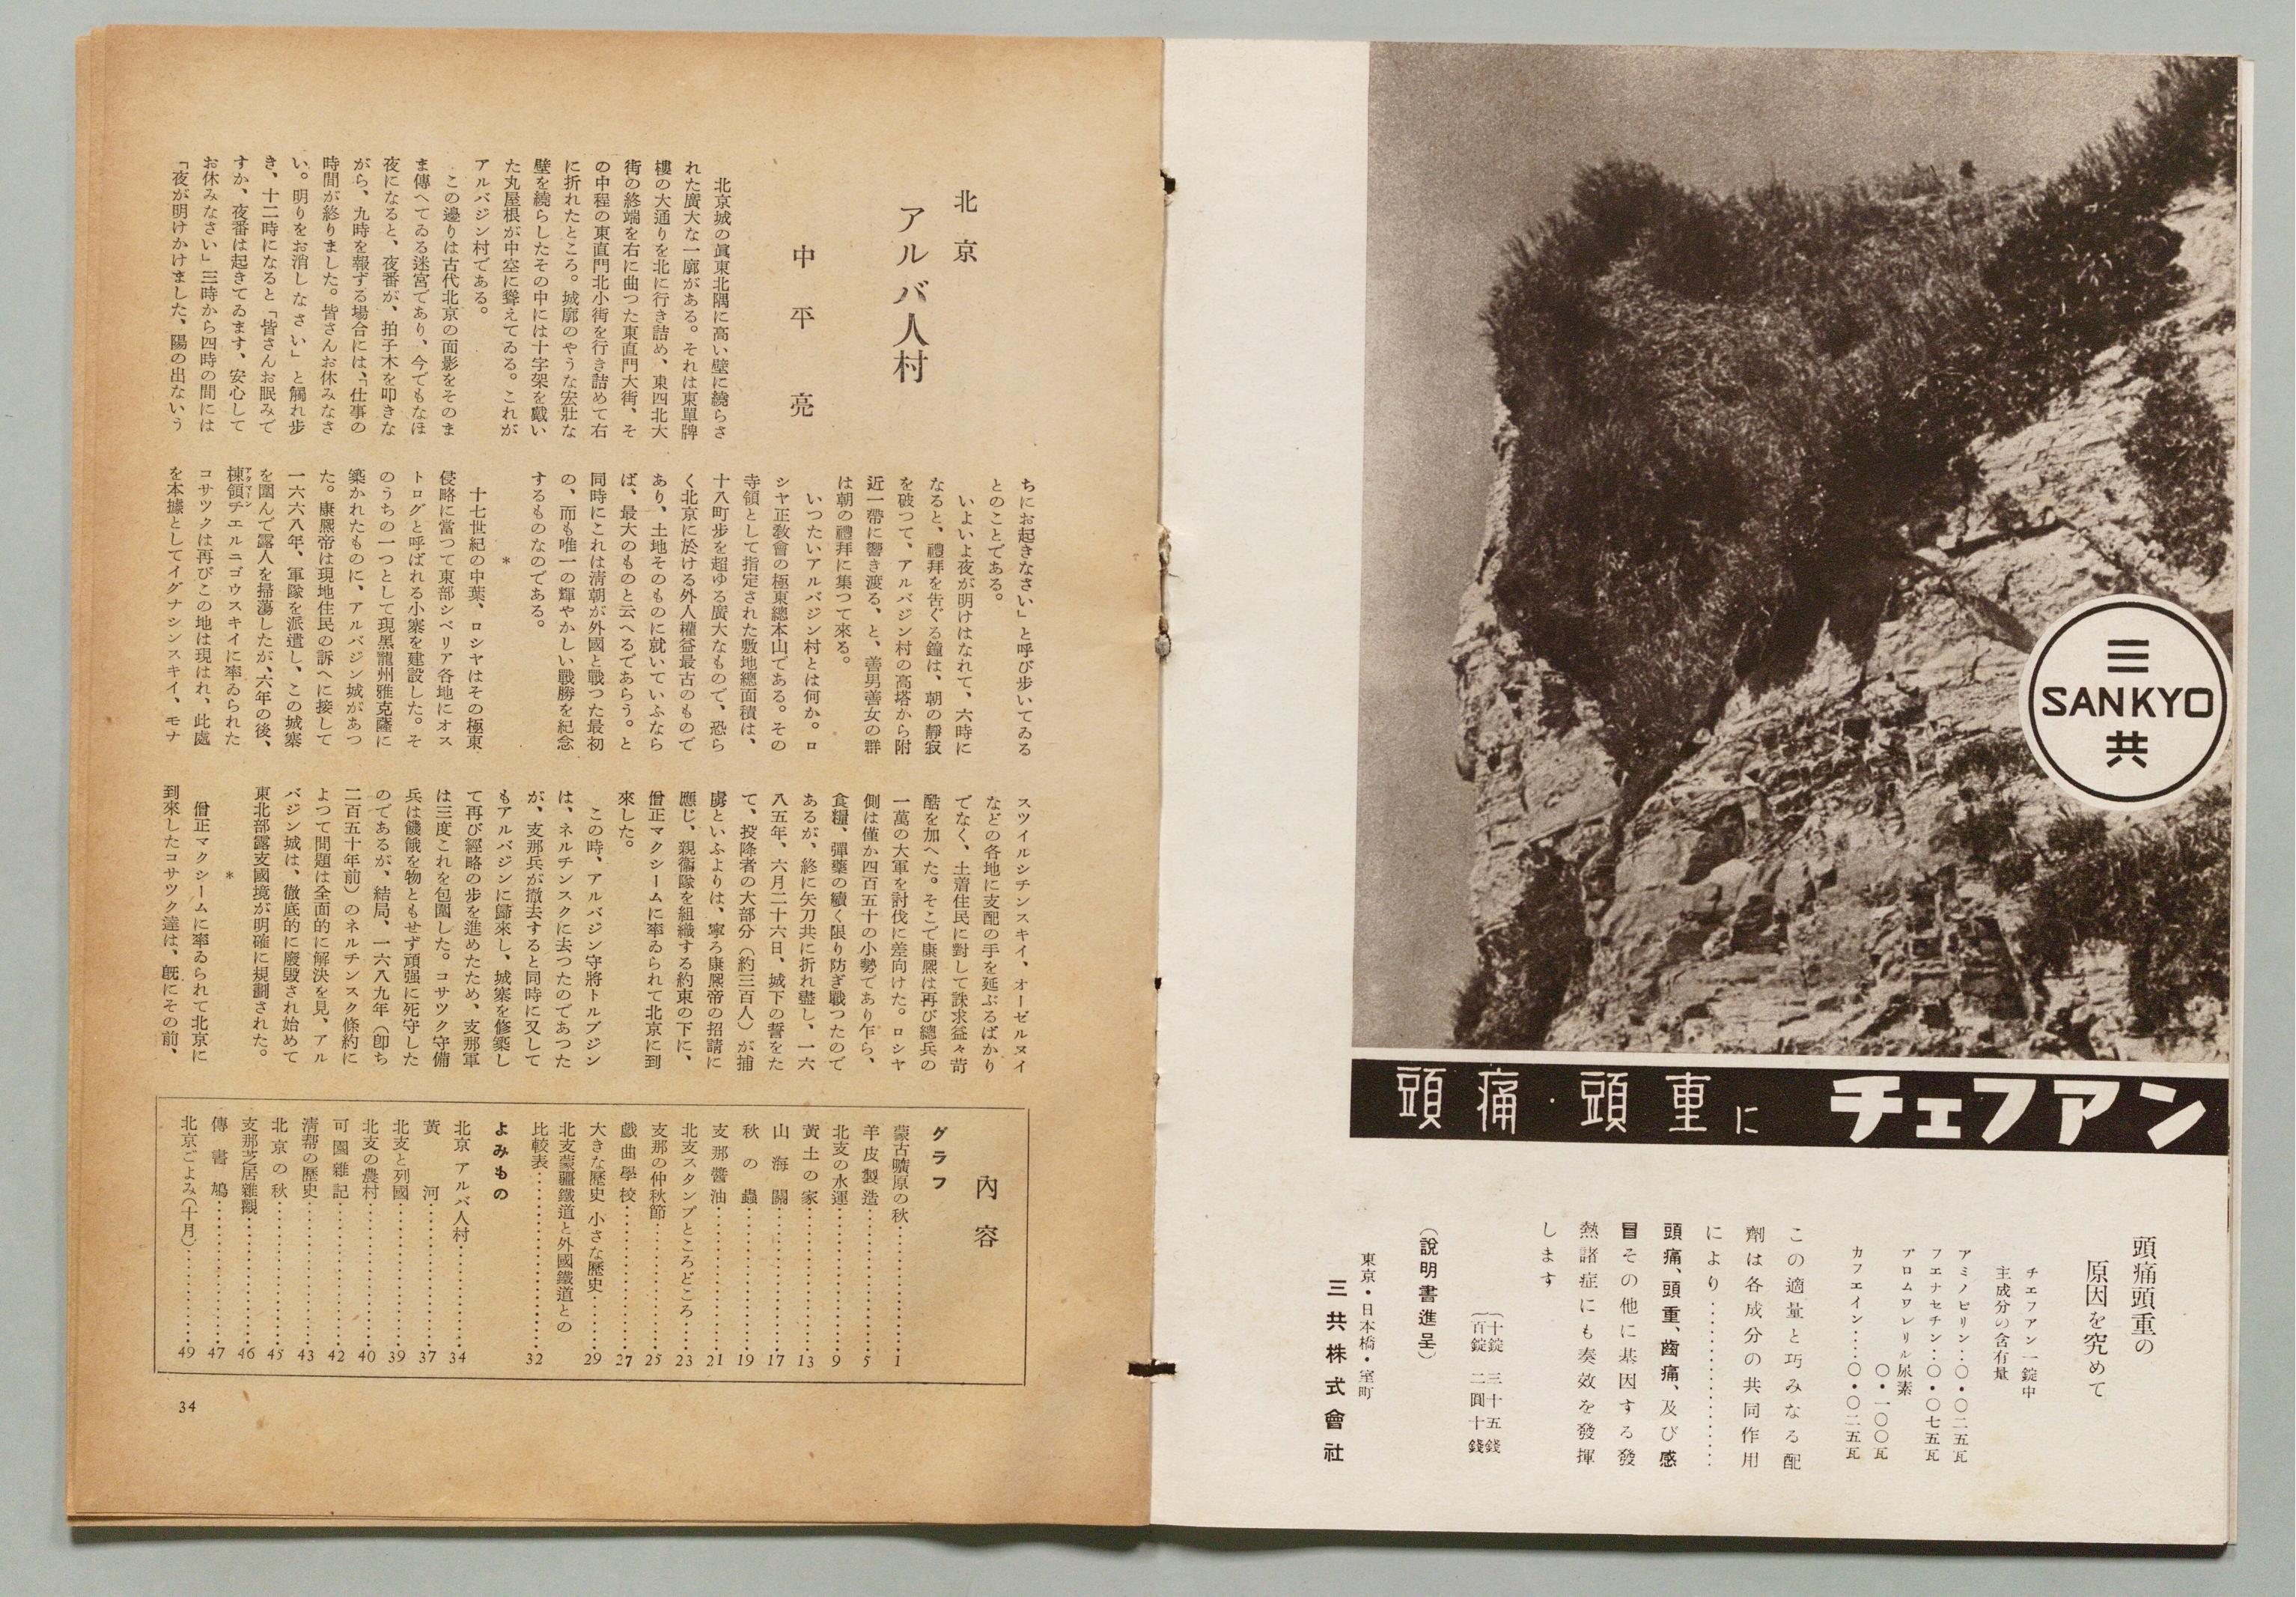 三
SANKYO
共
頭痛・頭重に チェフアン
頭痛頭重の
原因を究めて
チエフアン一錠中
主成分の含有量
アミノピリン‥〇・〇二五瓦
フエナセチン‥〇・〇七五瓦
ブロムワレリル尿素
〇・一〇〇瓦
カフエイン‥‥〇・〇二五瓦
この適量と巧みなる配
劑は各成分の共同作用
により…………
頭痛、頭重、齒痛、及び感
冒その他に基因する發
熱諸症にも奏效を發揮
します
十錠 三十五錢
百錠 二圓十錢
(說明書進呈)
東京・日本橋・室町
三共株式會社
北京
アルバ人村
中平亮
北京城の眞東北隅に高い壁に繞らさ
れた廣大な一廓がある。それは東單牌
樓の大通りを北に行き詰め、東四北大
街の終端を右に曲つた東直門大街、そ
の中程の東直門北小街を行き詰めて右
に折れたところ。城廓のやうな宏壯な
壁を繞らしたその中には十字架を戴い
た丸屋根が中空に聳えてゐる。これが
アルバジン村である。
この邊りは古代北京の面影をそのま
ま傳へてゐる迷宮であり、今でもなほ
夜になると、夜番が、拍子木を叩きな
がら、九時を報ずる場合には、「仕事の
時間が終りました。皆さんお休みなさ
い。明りをお消しなさい」と觸れ步
き、十二時になると「皆さんお眠みで
すか、夜番は起きてゐます、安心して
お休みなさい」三時から四時の間には
「夜が明けかけました、陽の出ないう
ちにお起きなさい」と呼び步いてゐる
とのことである。
いよいよ夜が明けはなれて、六時に
なると、禮拜を吿ぐる鐘は、朝の靜寂
を破つて、アルバジン村の高塔から附
近一帶に響き渡る、と、善男善女の群
は朝の禮拜に集つて來る。
いつたいアルバジン村とは何か。ロ
シヤ正敎會の極東總本山である。その
寺領として指定された敷地總面積は、
十八町步を超ゆる廣大なもので、恐ら
く北京に於ける外人權益最古のもので
あり、土地そのものに就いていふなら
ば、最大のものと云へるであらう。と
同時にこれは淸朝が外國と戰つた最初
の、而も唯一の輝やかしい戰勝を紀念
するものなのである。
*
十七世紀の中葉、ロシヤはその極東
侵略に當つて東部シベリア各地にオス
トログと呼ばれる小寨を建設した。そ
のうちの一つとして現黑龍州雅克薩に
築かれたものに、アルバジン城があつ
た。康熙帝は現地住民の訴へに接して
一六六八年、軍隊を派遣し、この城寨
を圍んで露人を掃蕩したが、六年の後、
棟領チエルニゴウスキイに率ゐられた
アタマーン
コサツクは再びこの地は現はれ、此處
を本據としてイグナシンスキイ、モナ
スツイルシチンスキイ、オーゼルヌイ
などの各地に支配の手を延ぶるばかり
でなく、土着住民に對して誅求益々苛
酷を加へた。そこで康熙は再び總兵の
一萬の大軍を討伐に差向けた。ロシヤ
側は僅か四百五十の小勢であり乍ら、
食糧、彈藥の續く限り防ぎ戰つたので
あるが、終に矢刀共に折れ盡し、一六
八五年、六月二十六日、城下の誓をた
て、投降者の大部分(約三百人)が捕
虜といふよりは、寧ろ康熙帝の招請に
應じ、親衞隊を組織する約束の下に、
僧正マクシームに率ゐられて北京に到
來した。
この時、アルバジン守將トルブジン
は、ネルチンスクに去つたのであつた
が、支那兵が撤去すると同時に又して
もアルバジンに歸來し、城寨を修築し
て再び經略の步を進めたため、支那軍
は三度これを包圍した。コサツク守備
兵は饑餓を物ともせず頑强に死守した
のであるが、結局、一六八九年(卽ち
二百五十年前)のネルチンスク條約に
よつて問題は全面的に解決を見、アル
バジン城は、徹底的に廢毀され始めて
東北部露支國境が明確に規劃された。
*
僧正マクシームに率ゐられて北京に
到來したコサツク達は、旣にその前、
內容
グラフ
蒙古曠原の秋……1
羊皮製造……5
北支の水運……9
黃土の家……13
山海關……17
秋の蟲……19
支那醬油……21
北支スタンプところどころ……23
支那の仲秋節……25
戲曲學校……27
大きな歷史 小さな歷史……29
北支蒙疆鐵道と外國鐵道との
比較表……32
よみもの
北京 アルバ人村……34
黃河……37
北支と列國……39
北支の農村……40
可園雜記……42
淸幇の歷史……43
北京の秋……45
支那芝居雜觀……46
傳書鳩……47
北京ごよみ(十月)……49
34